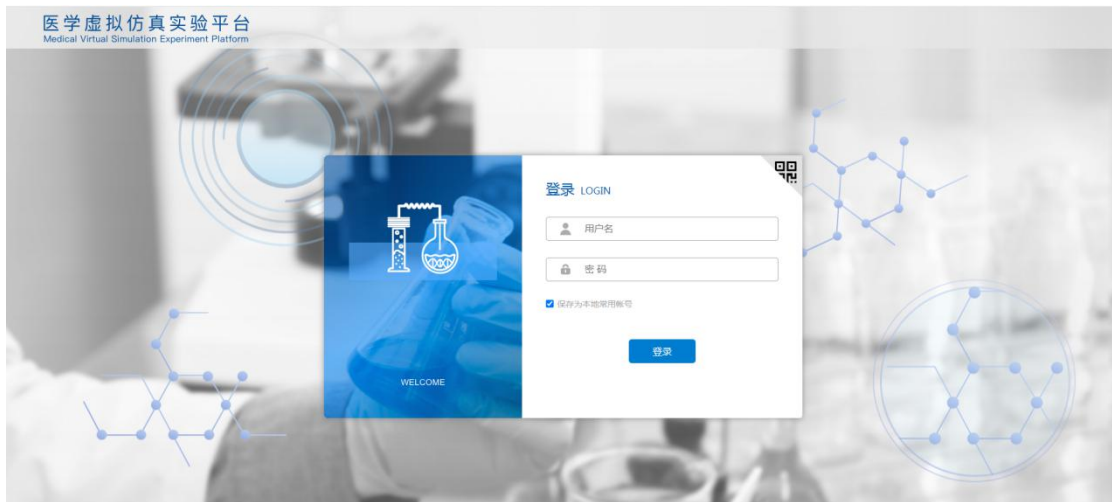 医学虚拟仿真实验平台
Medical Virtual Simulation Experiment Platform
登录 LOGIN
用户名
密码
保存为本地常用帐号
登录
WELCOME